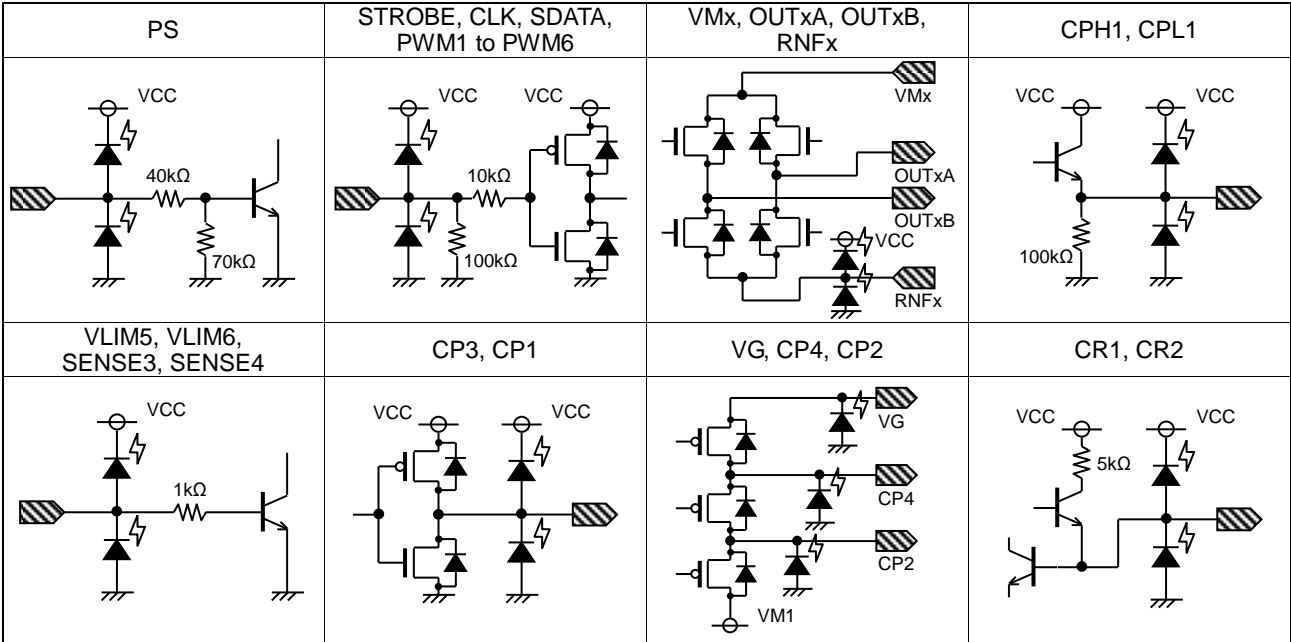 PS
STROBE, CLK, SDATA,
PWM1 to PWM6
VMx, OUTxA, OUTxB,
RNFx
CPH1, CPL1
VCC
40kΩ
70kΩ
VCC
VCC
10kΩ
100kΩ
VMx
OUTxA
OUTxB
VCC
RNFx
VCC
VCC
100kΩ
VLIM5, VLIM6,
SENSE3, SENSE4
CP3, CP1
VG, CP4, CP2
CR1, CR2
VCC
1kΩ
VCC
VCC
VG
CP4
CP2
VM1
VCC
VCC
5kΩ